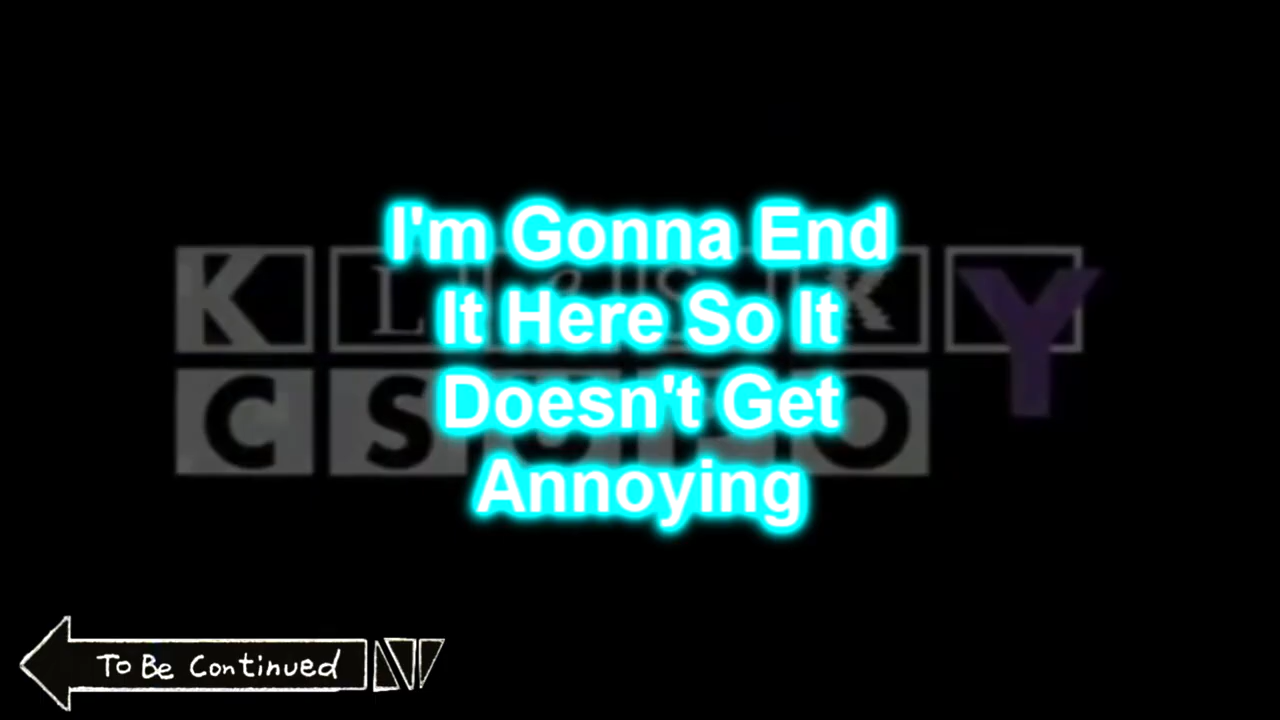 I'm Gonna End
It Here So It
Doesn't Get
Annoying
K L S K Y
C S O
To Be Continued